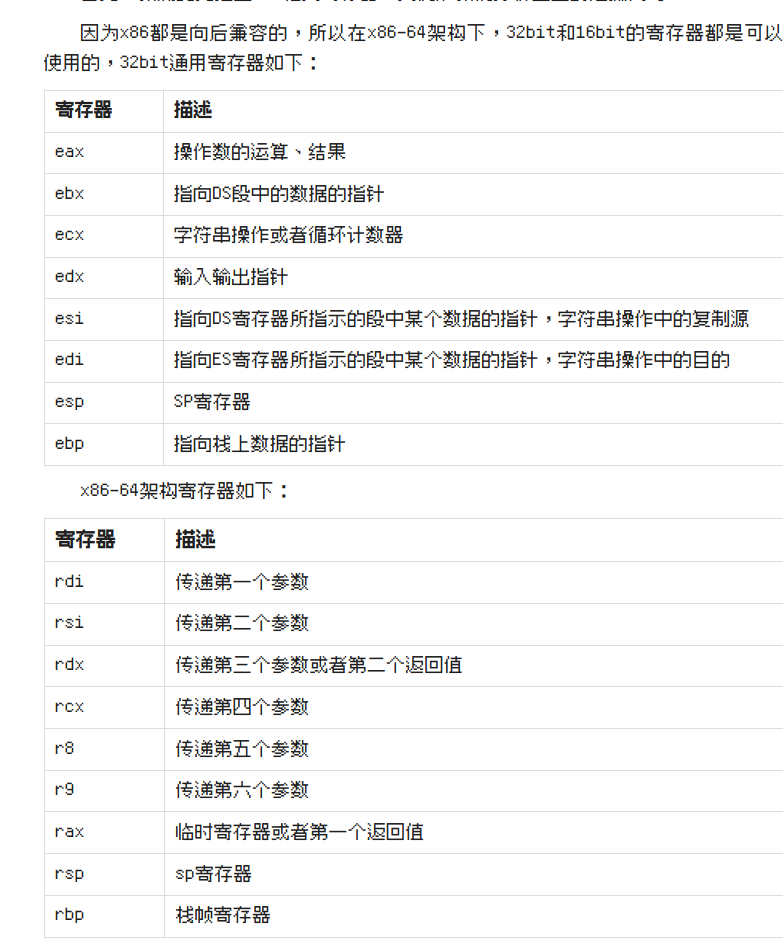 因为x86都是向后兼容的，所以在x86-64架构下，32bit和16bit的寄存器都是可以
使用的，32bit通用寄存器如下：
寄存器 描述
eax 操作数的运算、结果
ebx 指向DS段中的数据的指针
ecx 字符串操作或者循环计数器
edx 输入输出指针
esi 指向DS寄存器所指示的段中某个数据的指针，字符串操作中的复制源
edi 指向ES寄存器所指示的段中某个数据的指针，字符串操作中的目的
esp SP寄存器
ebp 指向栈上数据的指针
x86-64架构寄存器如下：
寄存器 描述
rdi 传递第一个参数
rsi 传递第二个参数
rdx 传递第三个参数或者第二个返回值
rcx 传递第四个参数
r8 传递第五个参数
r9 传递第六个参数
rax 临时寄存器或者第一个返回值
rsp sp寄存器
rbp 栈帧寄存器